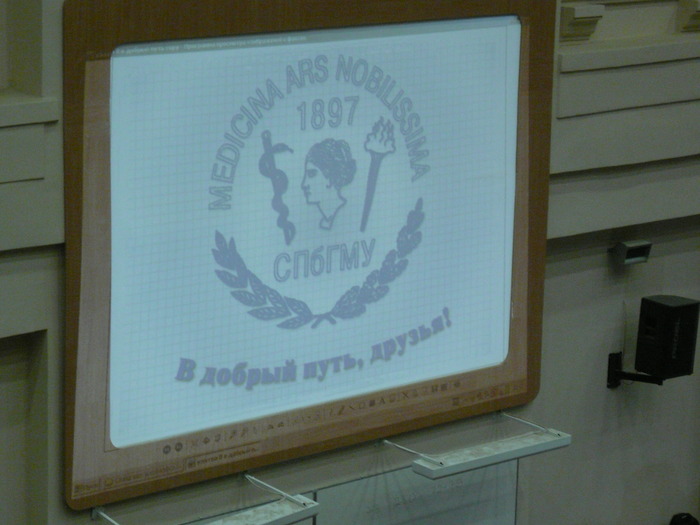 MEDICINA ARS NOBILISSIMA
1897
СПбГМУ
В добрый путь, друзья!